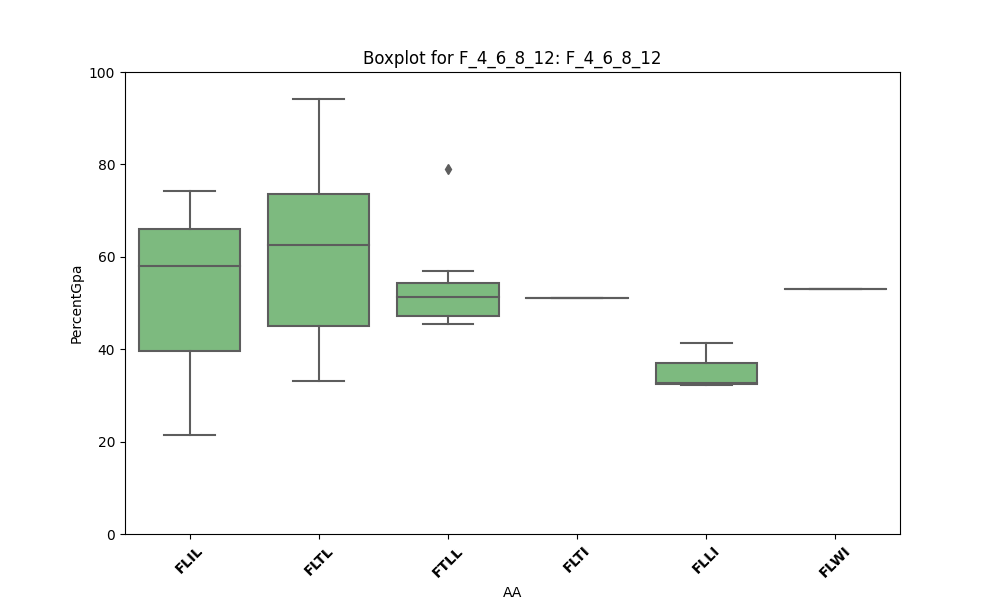 Boxplot for F_4_6_8_12: F_4_6_8_12
100
80
60
40
20
0
PercentGpa
FLIL
FLTL
FTLL
FLTI
FLLI
FLWI
AA